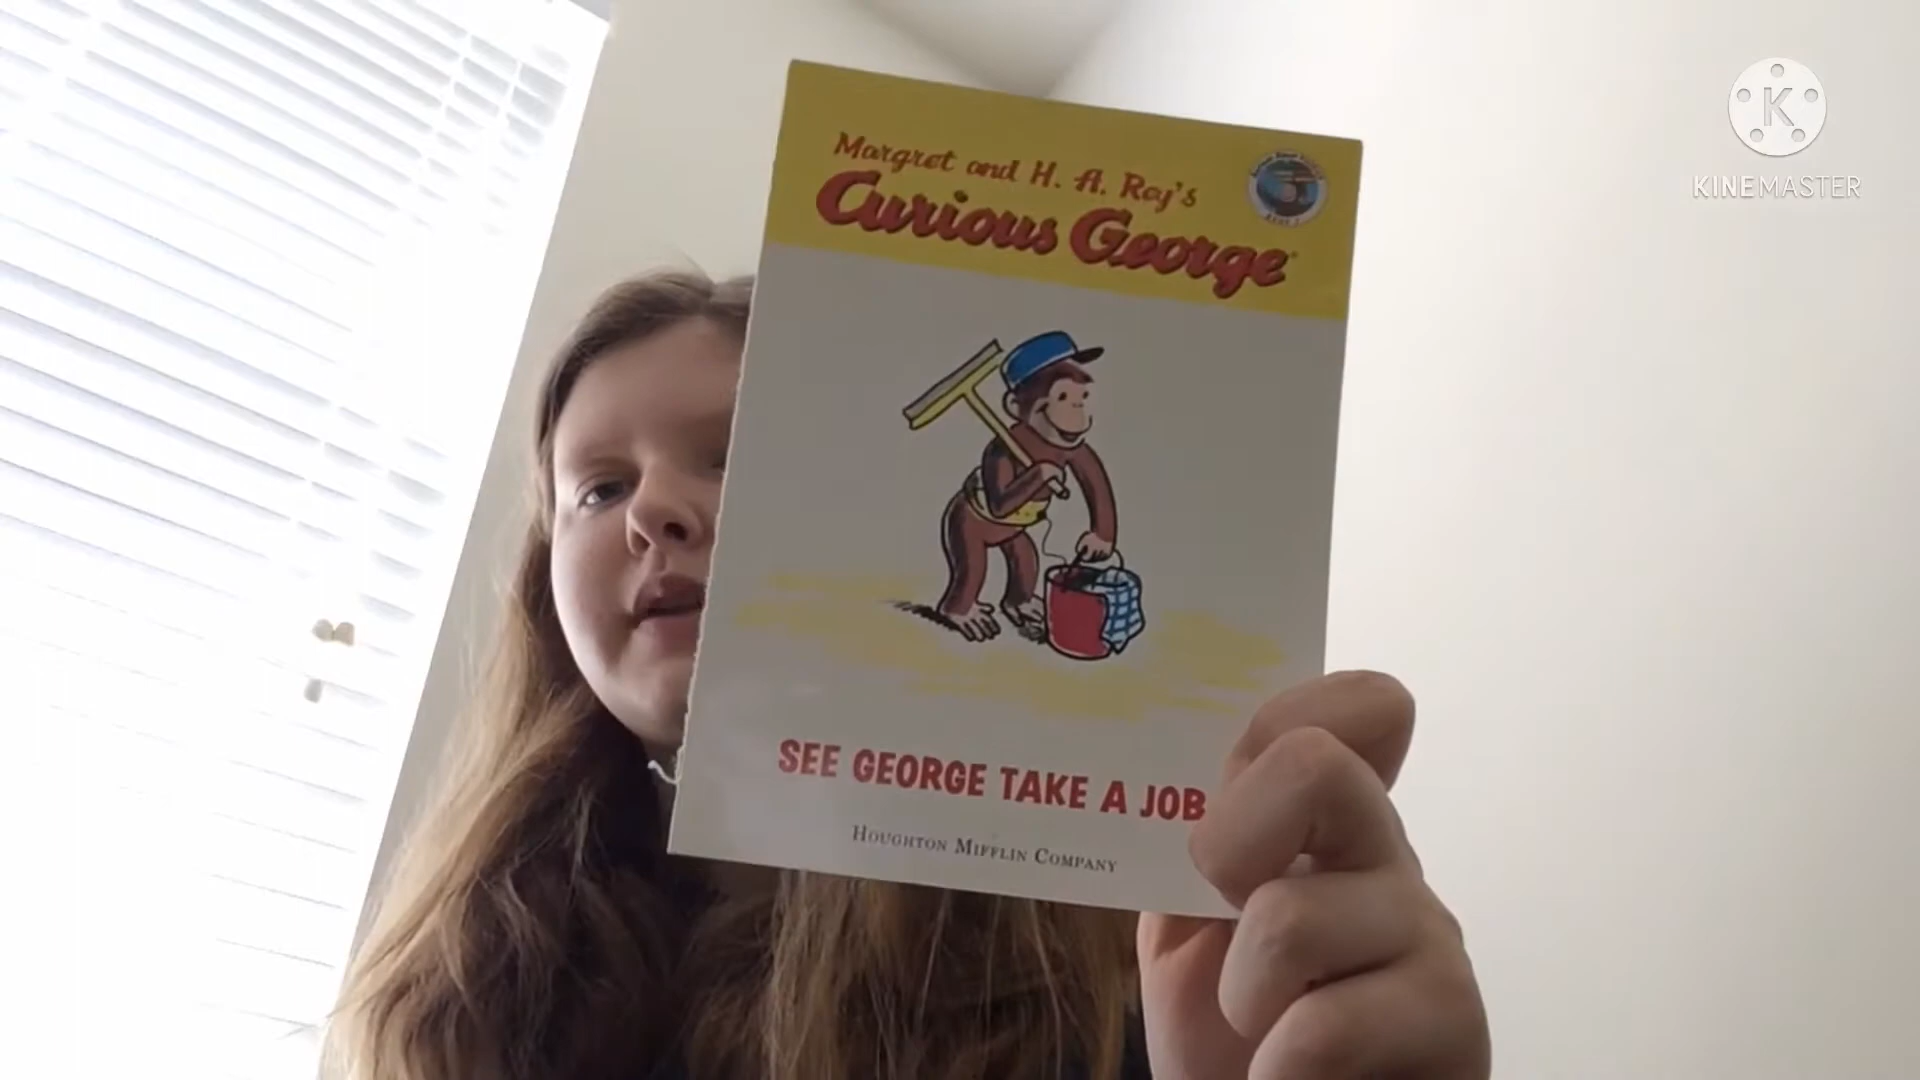 Margret and H. A. Rey's
Curious George®
SEE GEORGE TAKE A JOB
HOUGHTON MIFFLIN COMPANY
K
KINEMASTER